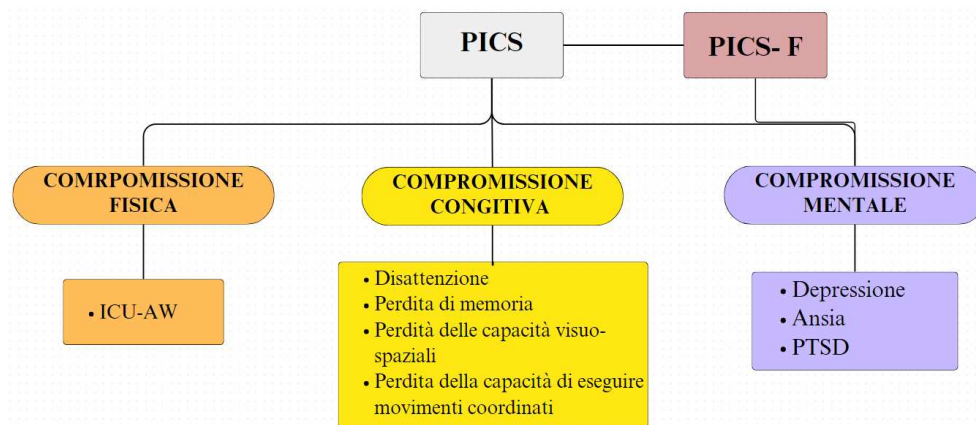 PICS
PICS- F
COMRPOMISSIONE
FISICA
COMPROMISSIONE
CONGITIVA
COMPROMISSIONE
MENTALE
• ICU-AW
• Disattenzione
• Perdita di memoria
• Perdità delle capacità visuo-
spaziali
• Perdita della capacità di eseguire
movimenti coordinati
• Depressione
• Ansia
• PTSD